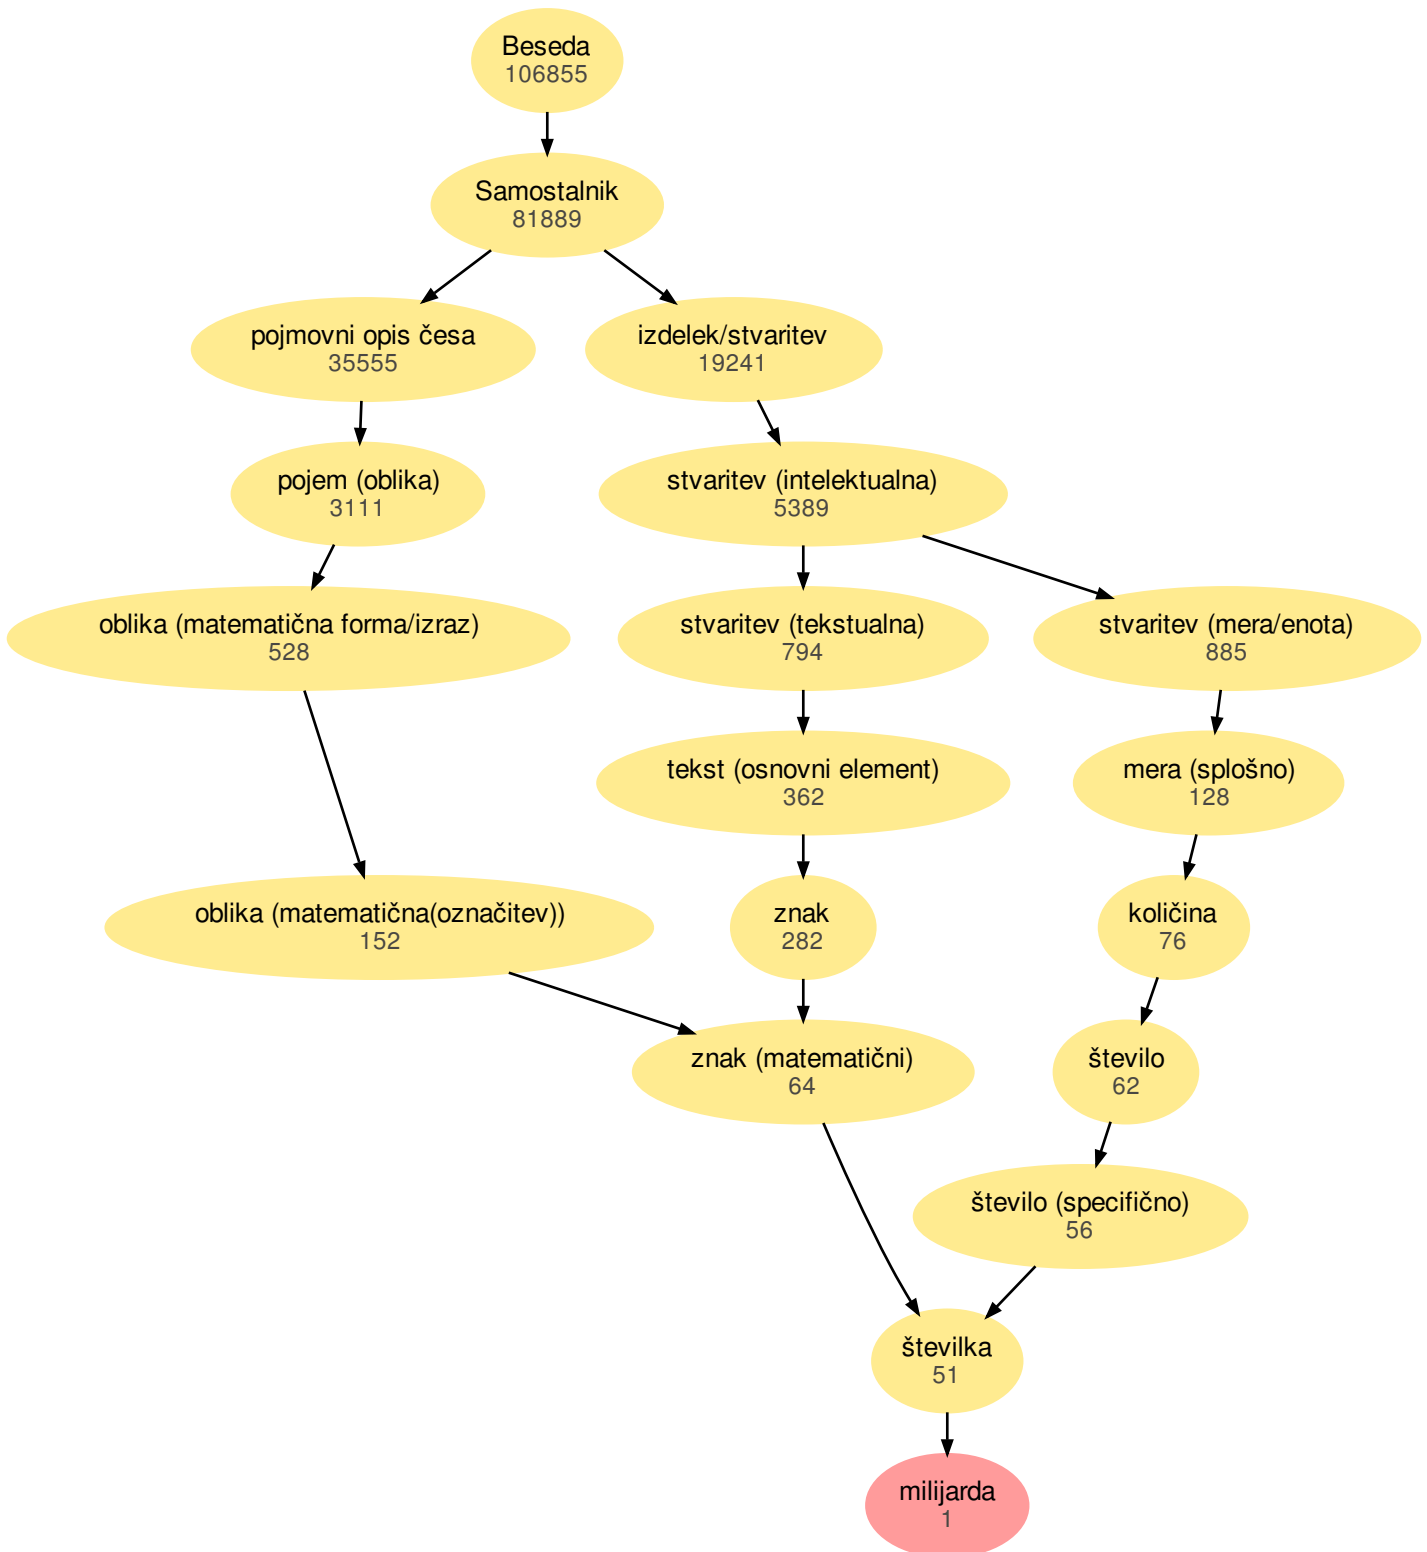 Beseda
106855
Samostalnik
81889
pojmovni opis česa
35555
izdelek/stvaritev
19241
pojem (oblika)
3111
stvaritev (intelektualna)
5389
oblika (matematična forma/izraz)
528
stvaritev (tekstualna)
794
stvaritev (mera/enota)
885
tekst (osnovni element)
362
mera (splošno)
128
oblika (matematična(označitev))
152
znak
282
količina
76
znak (matematični)
64
število
62
število (specifično)
56
številka
51
milijarda
1